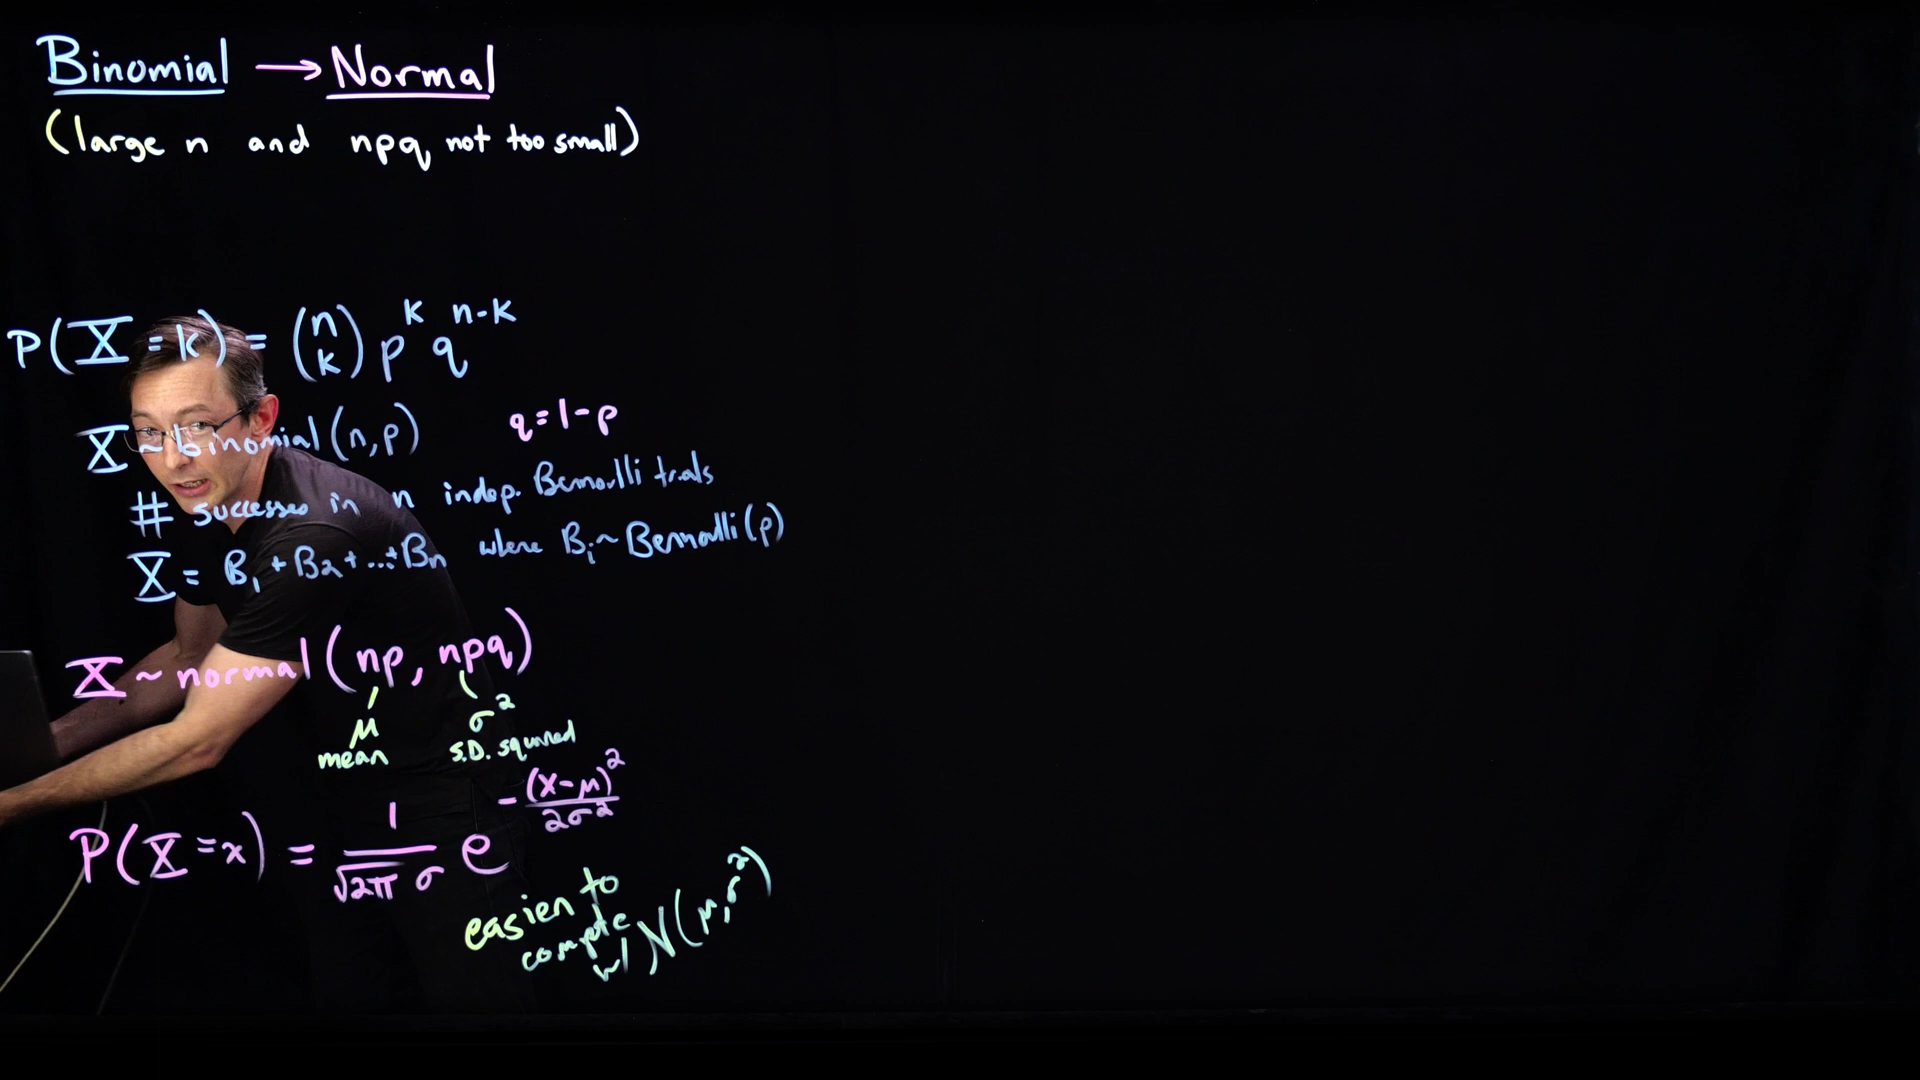 Binomial → Normal
(large n and npq not too small)
P(X = k) = (n k) p^k q^(n-k)
X ~ binomial(n,p)
q = 1-p
# successes in n indep. Bernoulli trials
X = B₁ + B₂ + ... + Bₙ where Bᵢ ~ Bernoulli(p)
X ~ normal(np, npq)
μ σ²
mean S.D. squared
P(X = x) = 1/(√2π σ) e^(-(x-μ)²/2σ²)
easier to
compute
w/ N(μ,σ²)